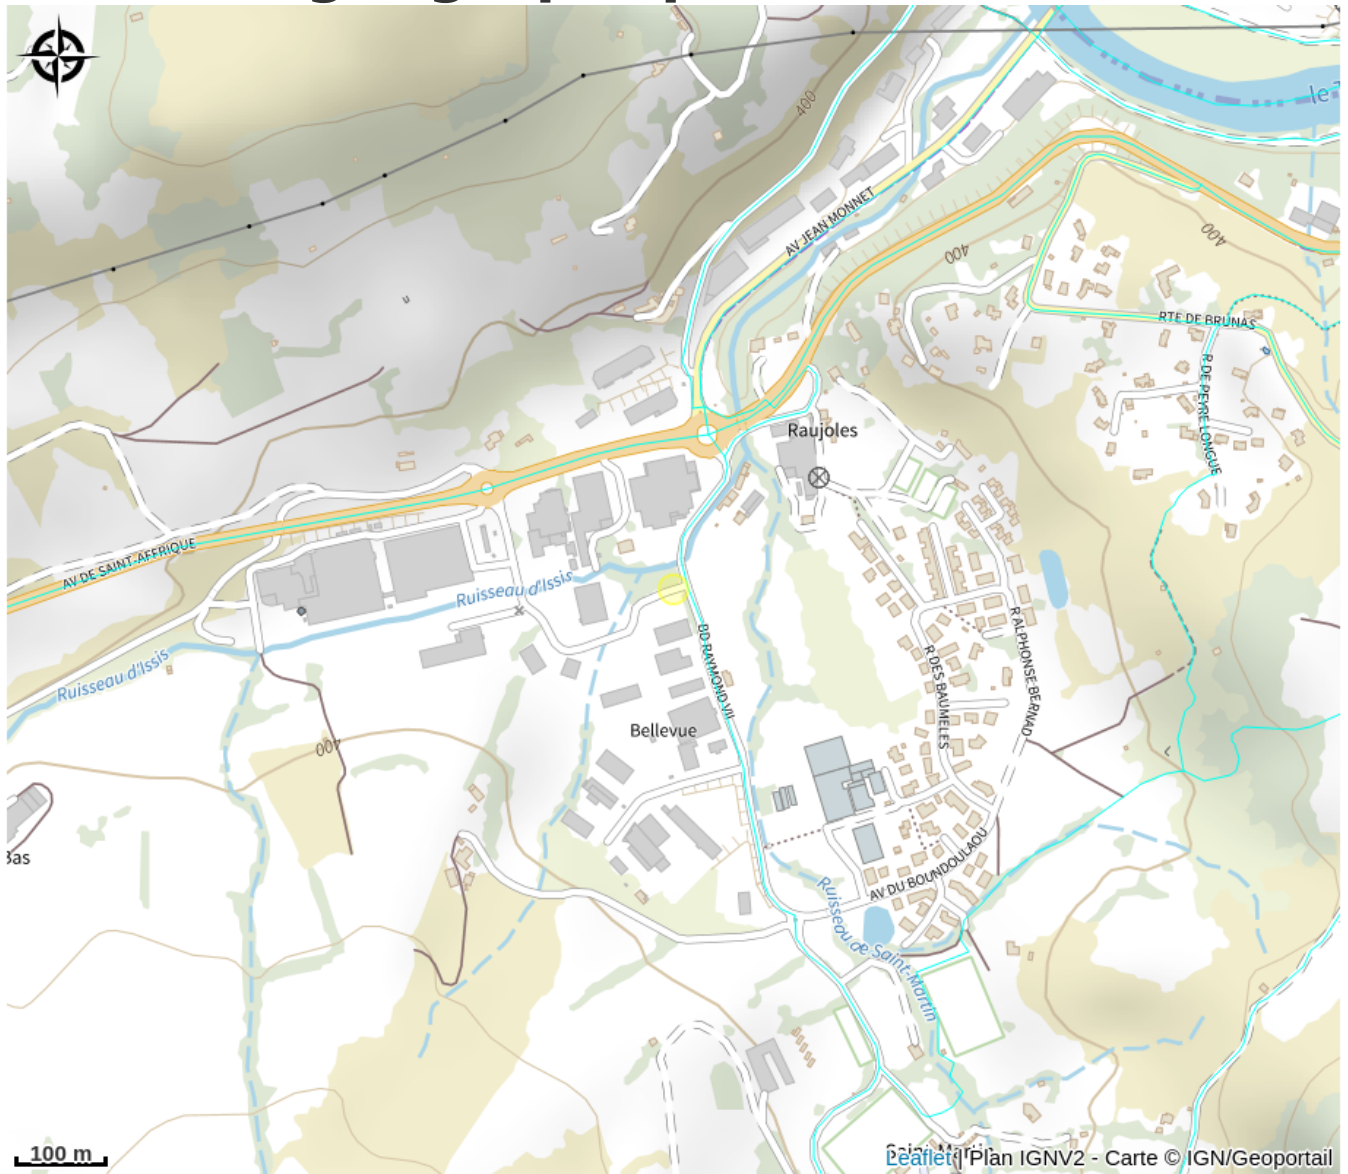 400
le
AV JEAN MONNET
400
400
RTE DE BRUNAS
R DE PEYRE LONGUE
Raujoles
AV DE SAINT-AFFRIQUE
Ruisseau d'Issis
R ALPHONSE BERNAD
BD RAYMOND VII
R DES BAUMELES
Ruisseau d'Issis
Bellevue
400
Bas
AV DU BOUNDOULAOU
Ruisseau de Saint-Martin
100 m
Saint-Martin
Leaflet | Plan IGNV2 - Carte © IGN/Geoportail